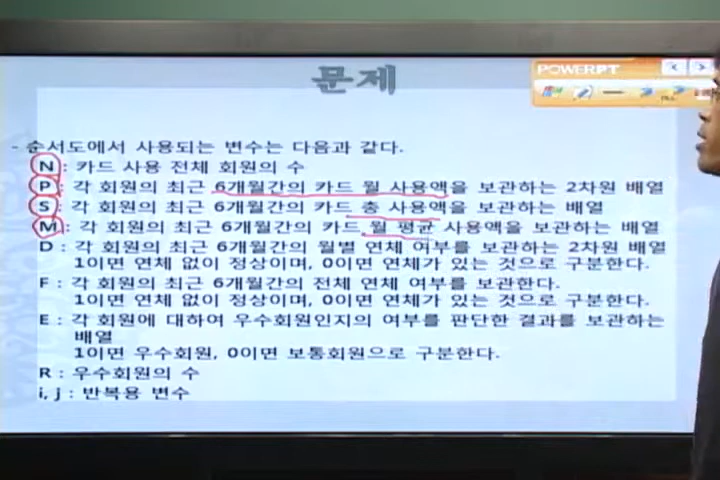 문제
POWERPT
- 순서도에서 사용되는 변수는 다음과 같다.
N : 카드 사용 전체 회원의 수
P : 각 회원의 최근 6개월간의 카드 월 사용액을 보관하는 2차원 배열
S : 각 회원의 최근 6개월간의 카드 총 사용액을 보관하는 배열
M : 각 회원의 최근 6개월간의 카드 월 평균 사용액을 보관하는 배열
D : 각 회원의 최근 6개월간의 월별 연체 여부를 보관하는 2차원 배열
1이면 연체 없이 정상이며, 0이면 연체가 있는 것으로 구분한다.
F : 각 회원의 최근 6개월간의 전체 연체 여부를 보관한다.
1이면 연체 없이 정상이며, 0이면 연체가 있는 것으로 구분한다.
E : 각 회원에 대하여 우수회원인지의 여부를 판단한 결과를 보관하는
배열
1이면 우수회원, 0이면 보통회원으로 구분한다.
R : 우수회원의 수
i, j : 반복용 변수